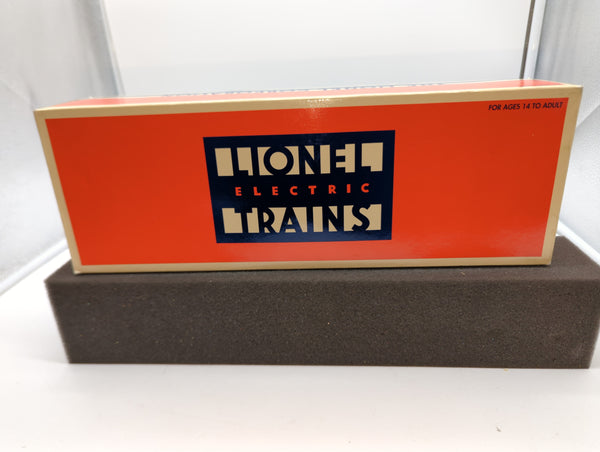 FOR AGES 14 TO ADULT
LIONEL
ELECTRIC
TRAINS